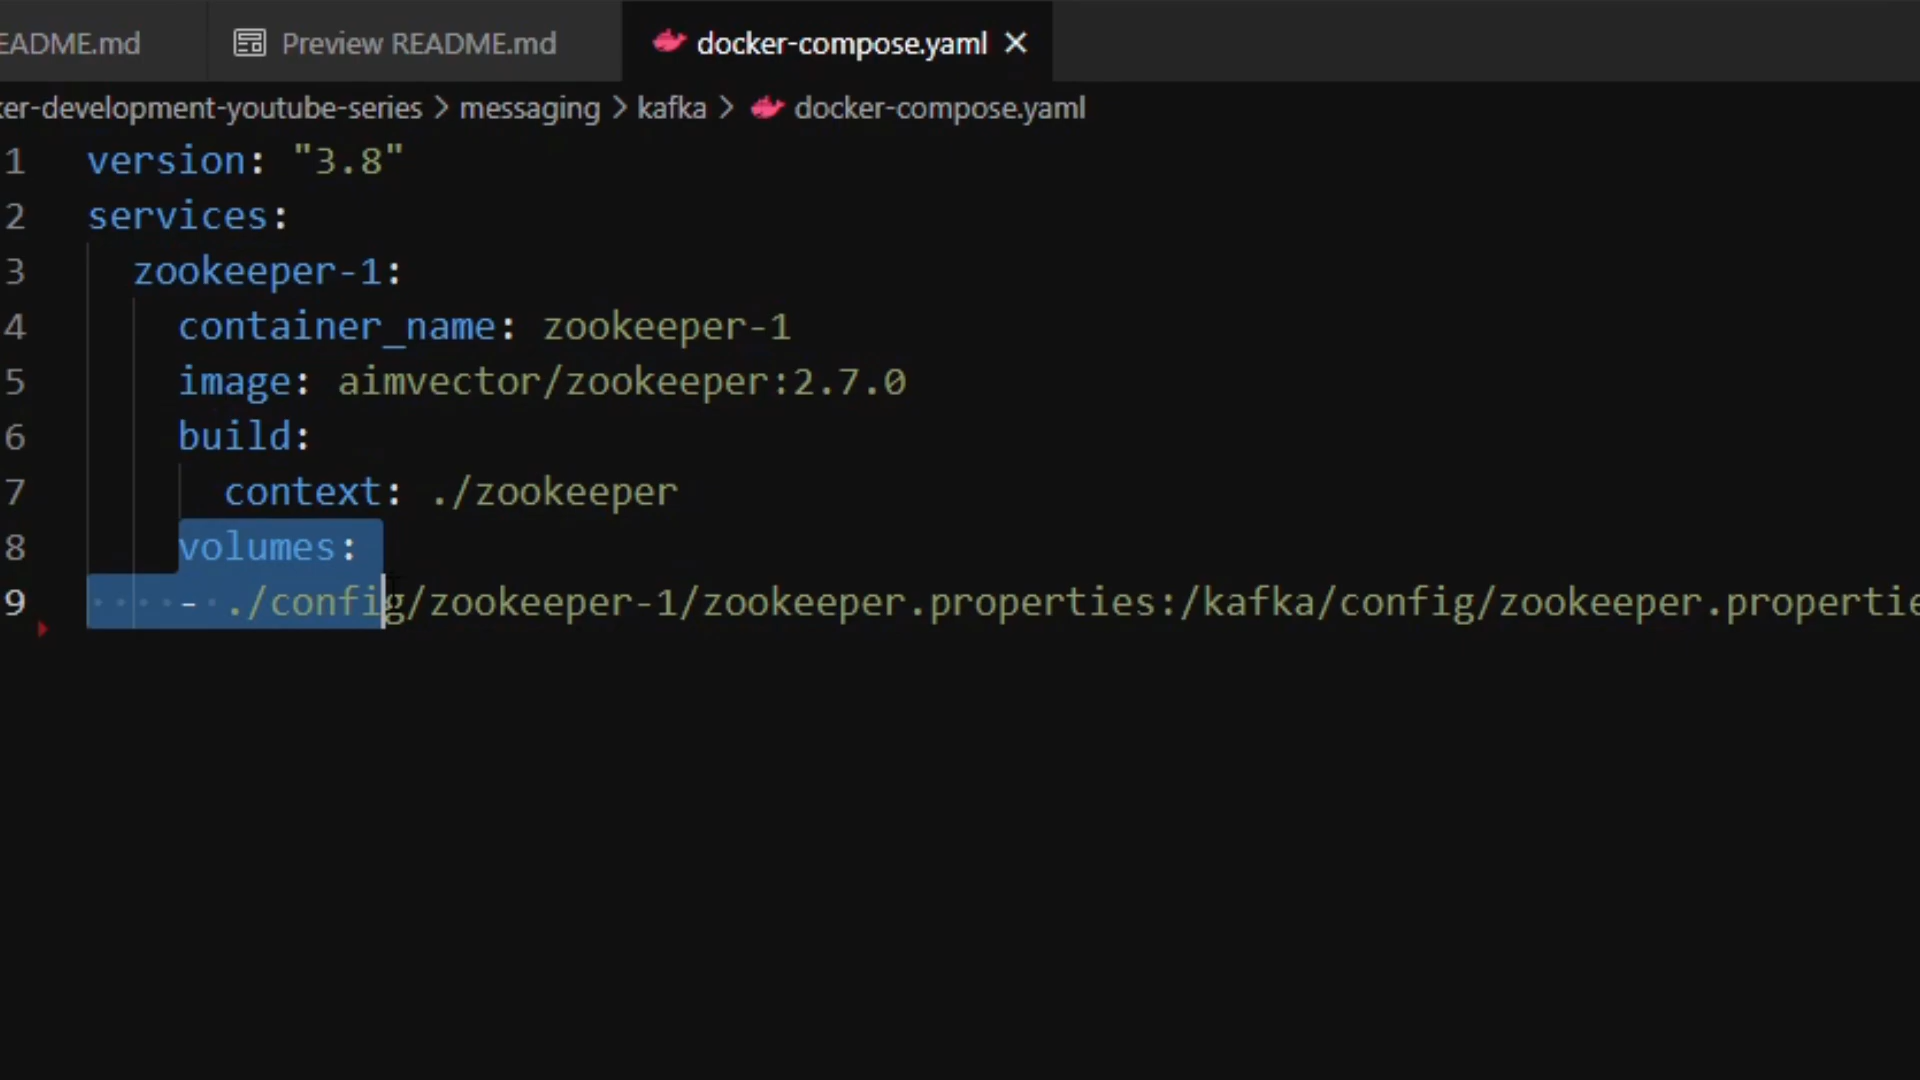 README.md
Preview README.md
docker-compose.yaml
ker-development-youtube-series > messaging > kafka > docker-compose.yaml
1 version: "3.8"
2 services:
3 zookeeper-1:
4 container_name: zookeeper-1
5 image: aimvector/zookeeper:2.7.0
6 build:
7 context: ./zookeeper
8 volumes:
9 - ./config/zookeeper-1/zookeeper.properties:/kafka/config/zookeeper.propertie